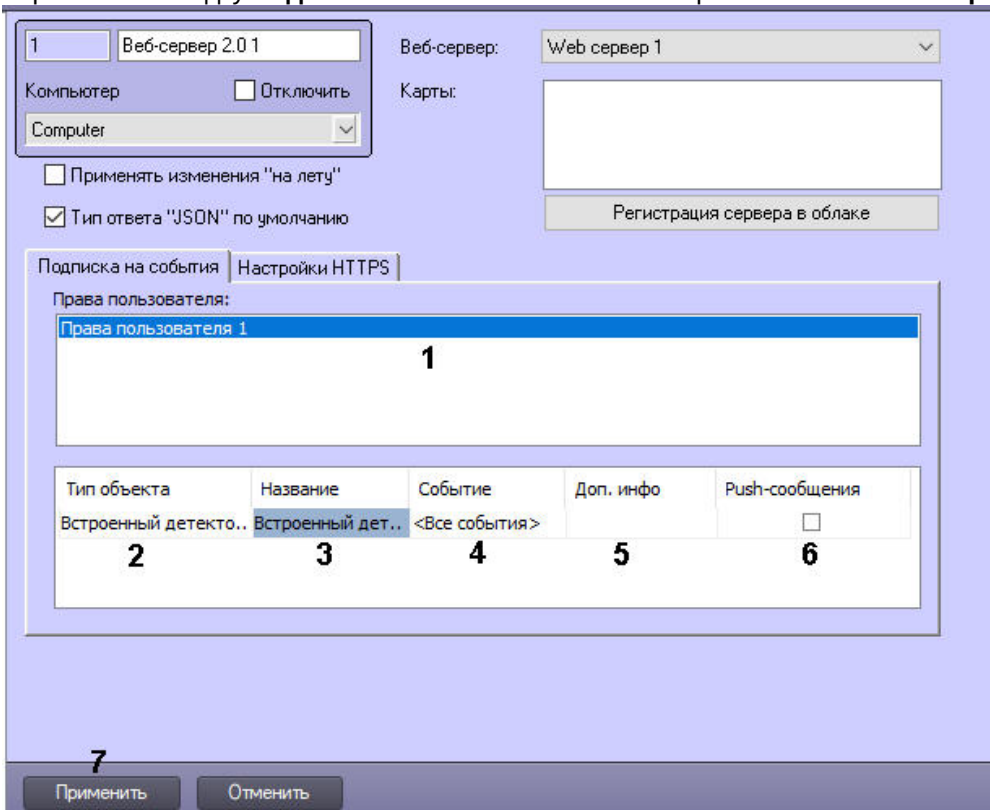 1
Веб-сервер 2.0 1
Веб-сервер:
Web сервер 1
Компьютер
Отключить
Карты:
Computer
Применять изменения "на лету"
Тип ответа "JSON" по умолчанию
Регистрация сервера в облаке
Подписка на события
Настройки HTTPS
Права пользователя:
Права пользователя 1
1
Тип объекта Название Событие Доп. инфо Push-сообщения
Встроенный детекто.. Встроенный дет.. <Все события>
2 3 4 5 6
7
Применить
Отменить